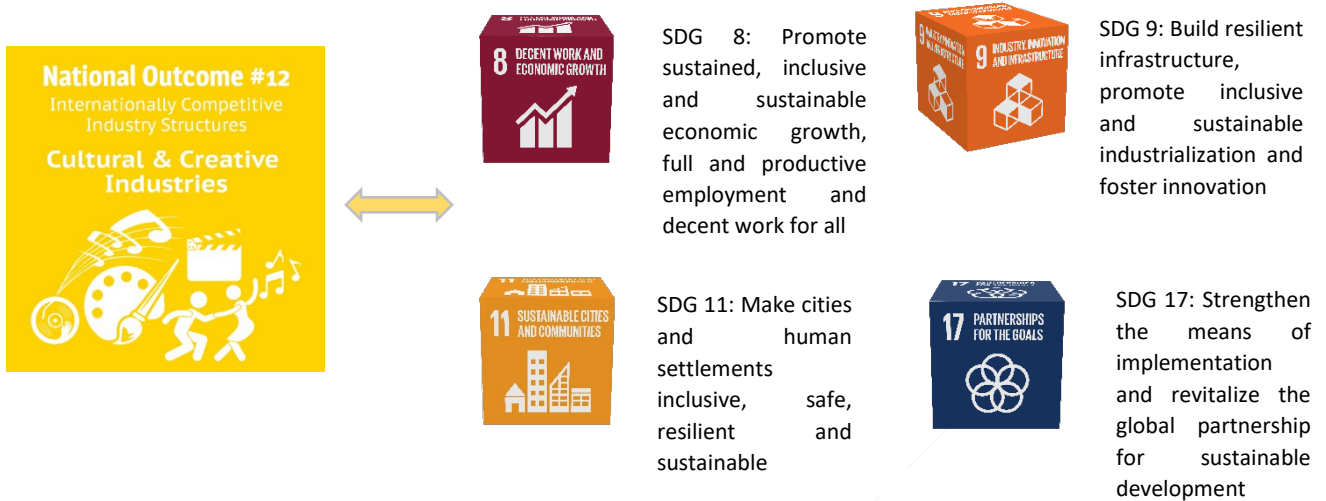 National Outcome #12
Internationally Competitive
Industry Structures
Cultural & Creative
Industries
8 DECENT WORK AND
ECONOMIC GROWTH
SDG 8: Promote
sustained, inclusive
and sustainable
economic growth,
full and productive
employment and
decent work for all
9 INDUSTRY, INNOVATION
AND INFRASTRUCTURE
SDG 9: Build resilient
infrastructure,
promote inclusive
and sustainable
industrialization and
foster innovation
11 SUSTAINABLE CITIES
AND COMMUNITIES
SDG 11: Make cities
and human
settlements
inclusive, safe,
resilient and
sustainable
17 PARTNERSHIPS
FOR THE GOALS
SDG 17: Strengthen
the means of
implementation
and revitalize the
global partnership
for sustainable
development